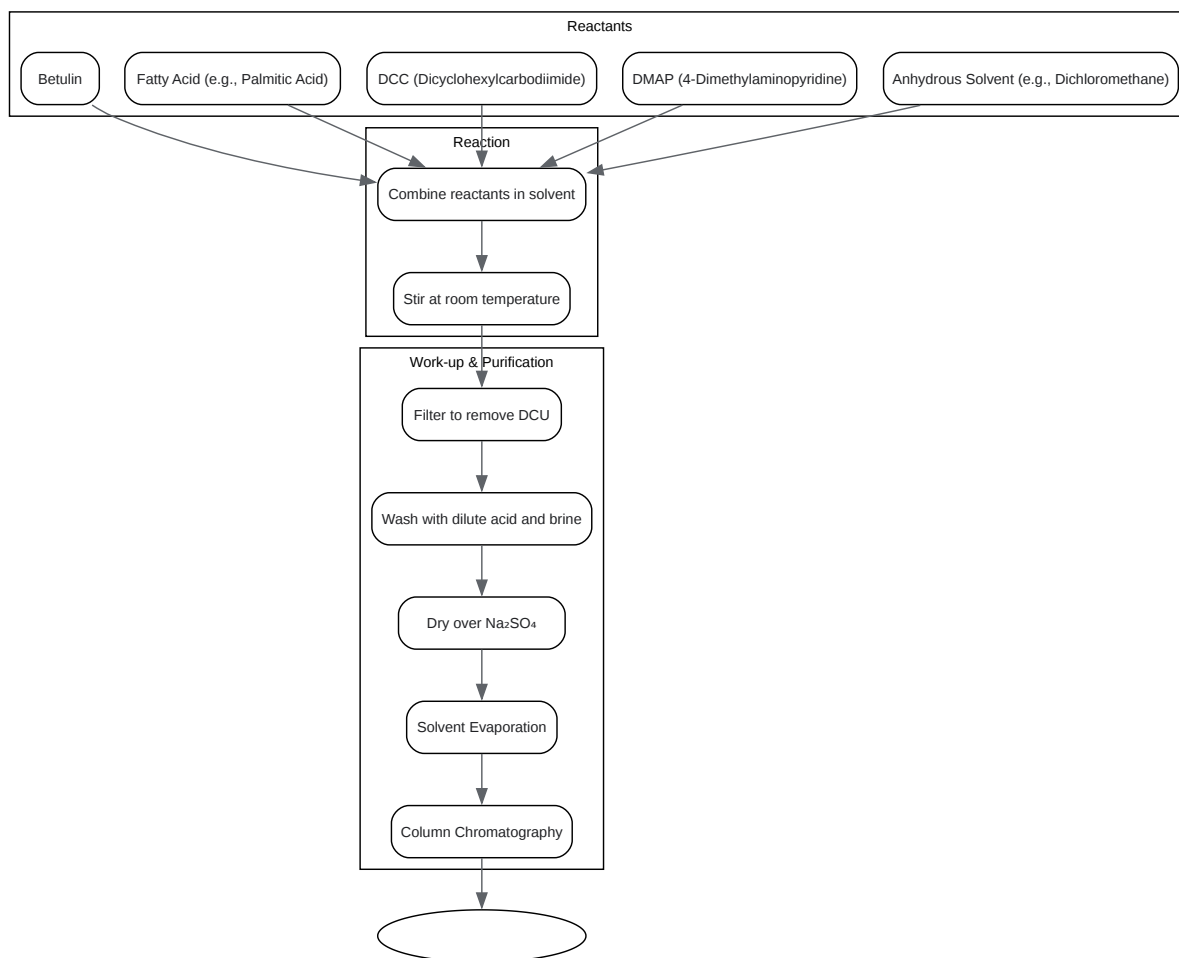 Reactants
Betulin
Fatty Acid (e.g., Palmitic Acid)
DCC (Dicyclohexylcarbodiimide)
DMAP (4-Dimethylaminopyridine)
Anhydrous Solvent (e.g., Dichloromethane)
Reaction
Combine reactants in solvent
Stir at room temperature
Work-up & Purification
Filter to remove DCU
Wash with dilute acid and brine
Dry over Na₂SO₄
Solvent Evaporation
Column Chromatography